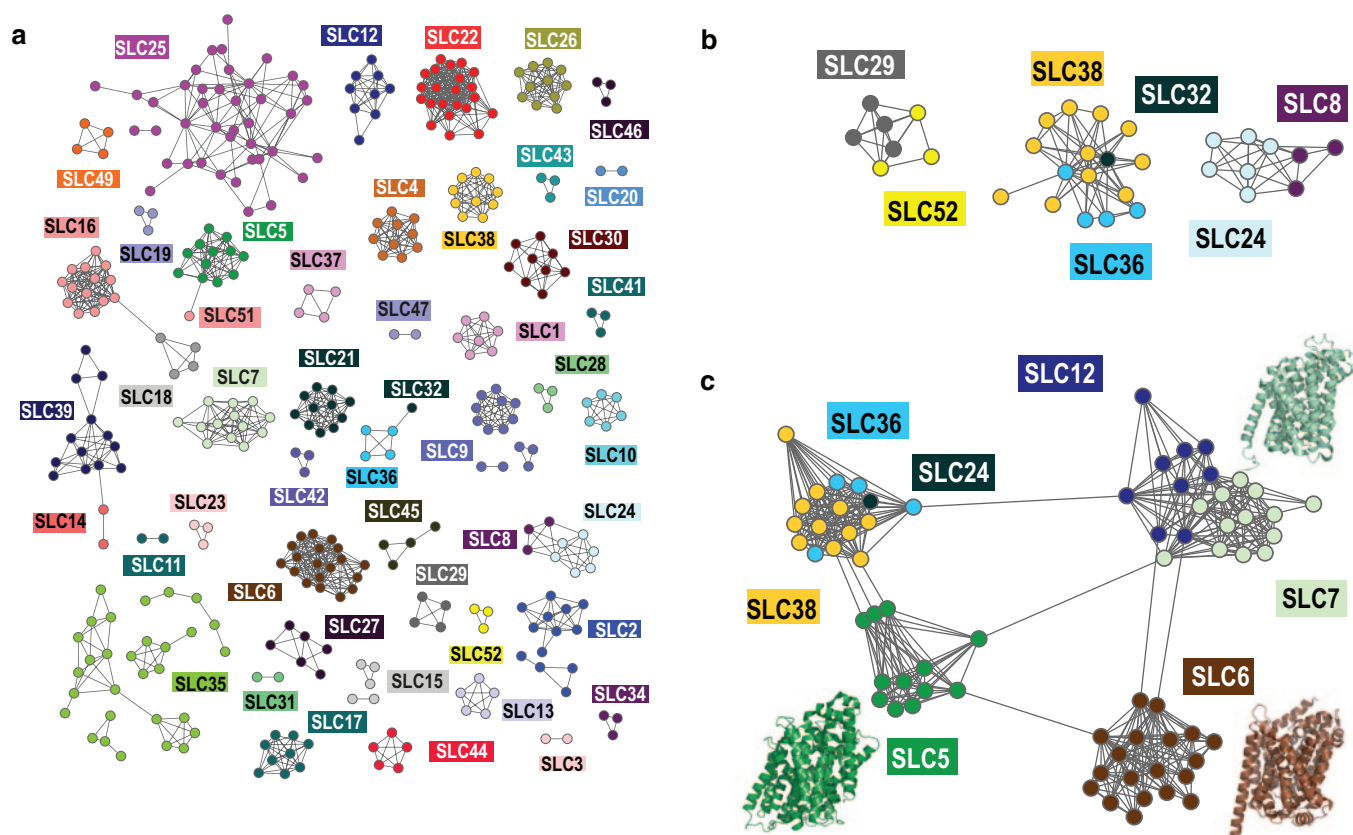 a
SLC25
SLC12
SLC22
SLC26
SLC46
SLC49
SLC43
SLC20
SLC4
SLC38
SLC16
SLC19
SLC5
SLC30
SLC37
SLC41
SLC51
SLC47
SLC1
SLC21
SLC28
SLC18
SLC7
SLC32
SLC39
SLC9
SLC10
SLC36
SLC42
SLC23
SLC45
SLC24
SLC14
SLC8
SLC11
SLC29
SLC6
SLC27
SLC2
SLC52
SLC35
SLC15
SLC34
SLC31
SLC13
SLC17
SLC44
SLC3
b
SLC29
SLC38
SLC32
SLC8
SLC52
SLC24
SLC36
c
SLC12
SLC36
SLC24
SLC38
SLC7
SLC6
SLC5